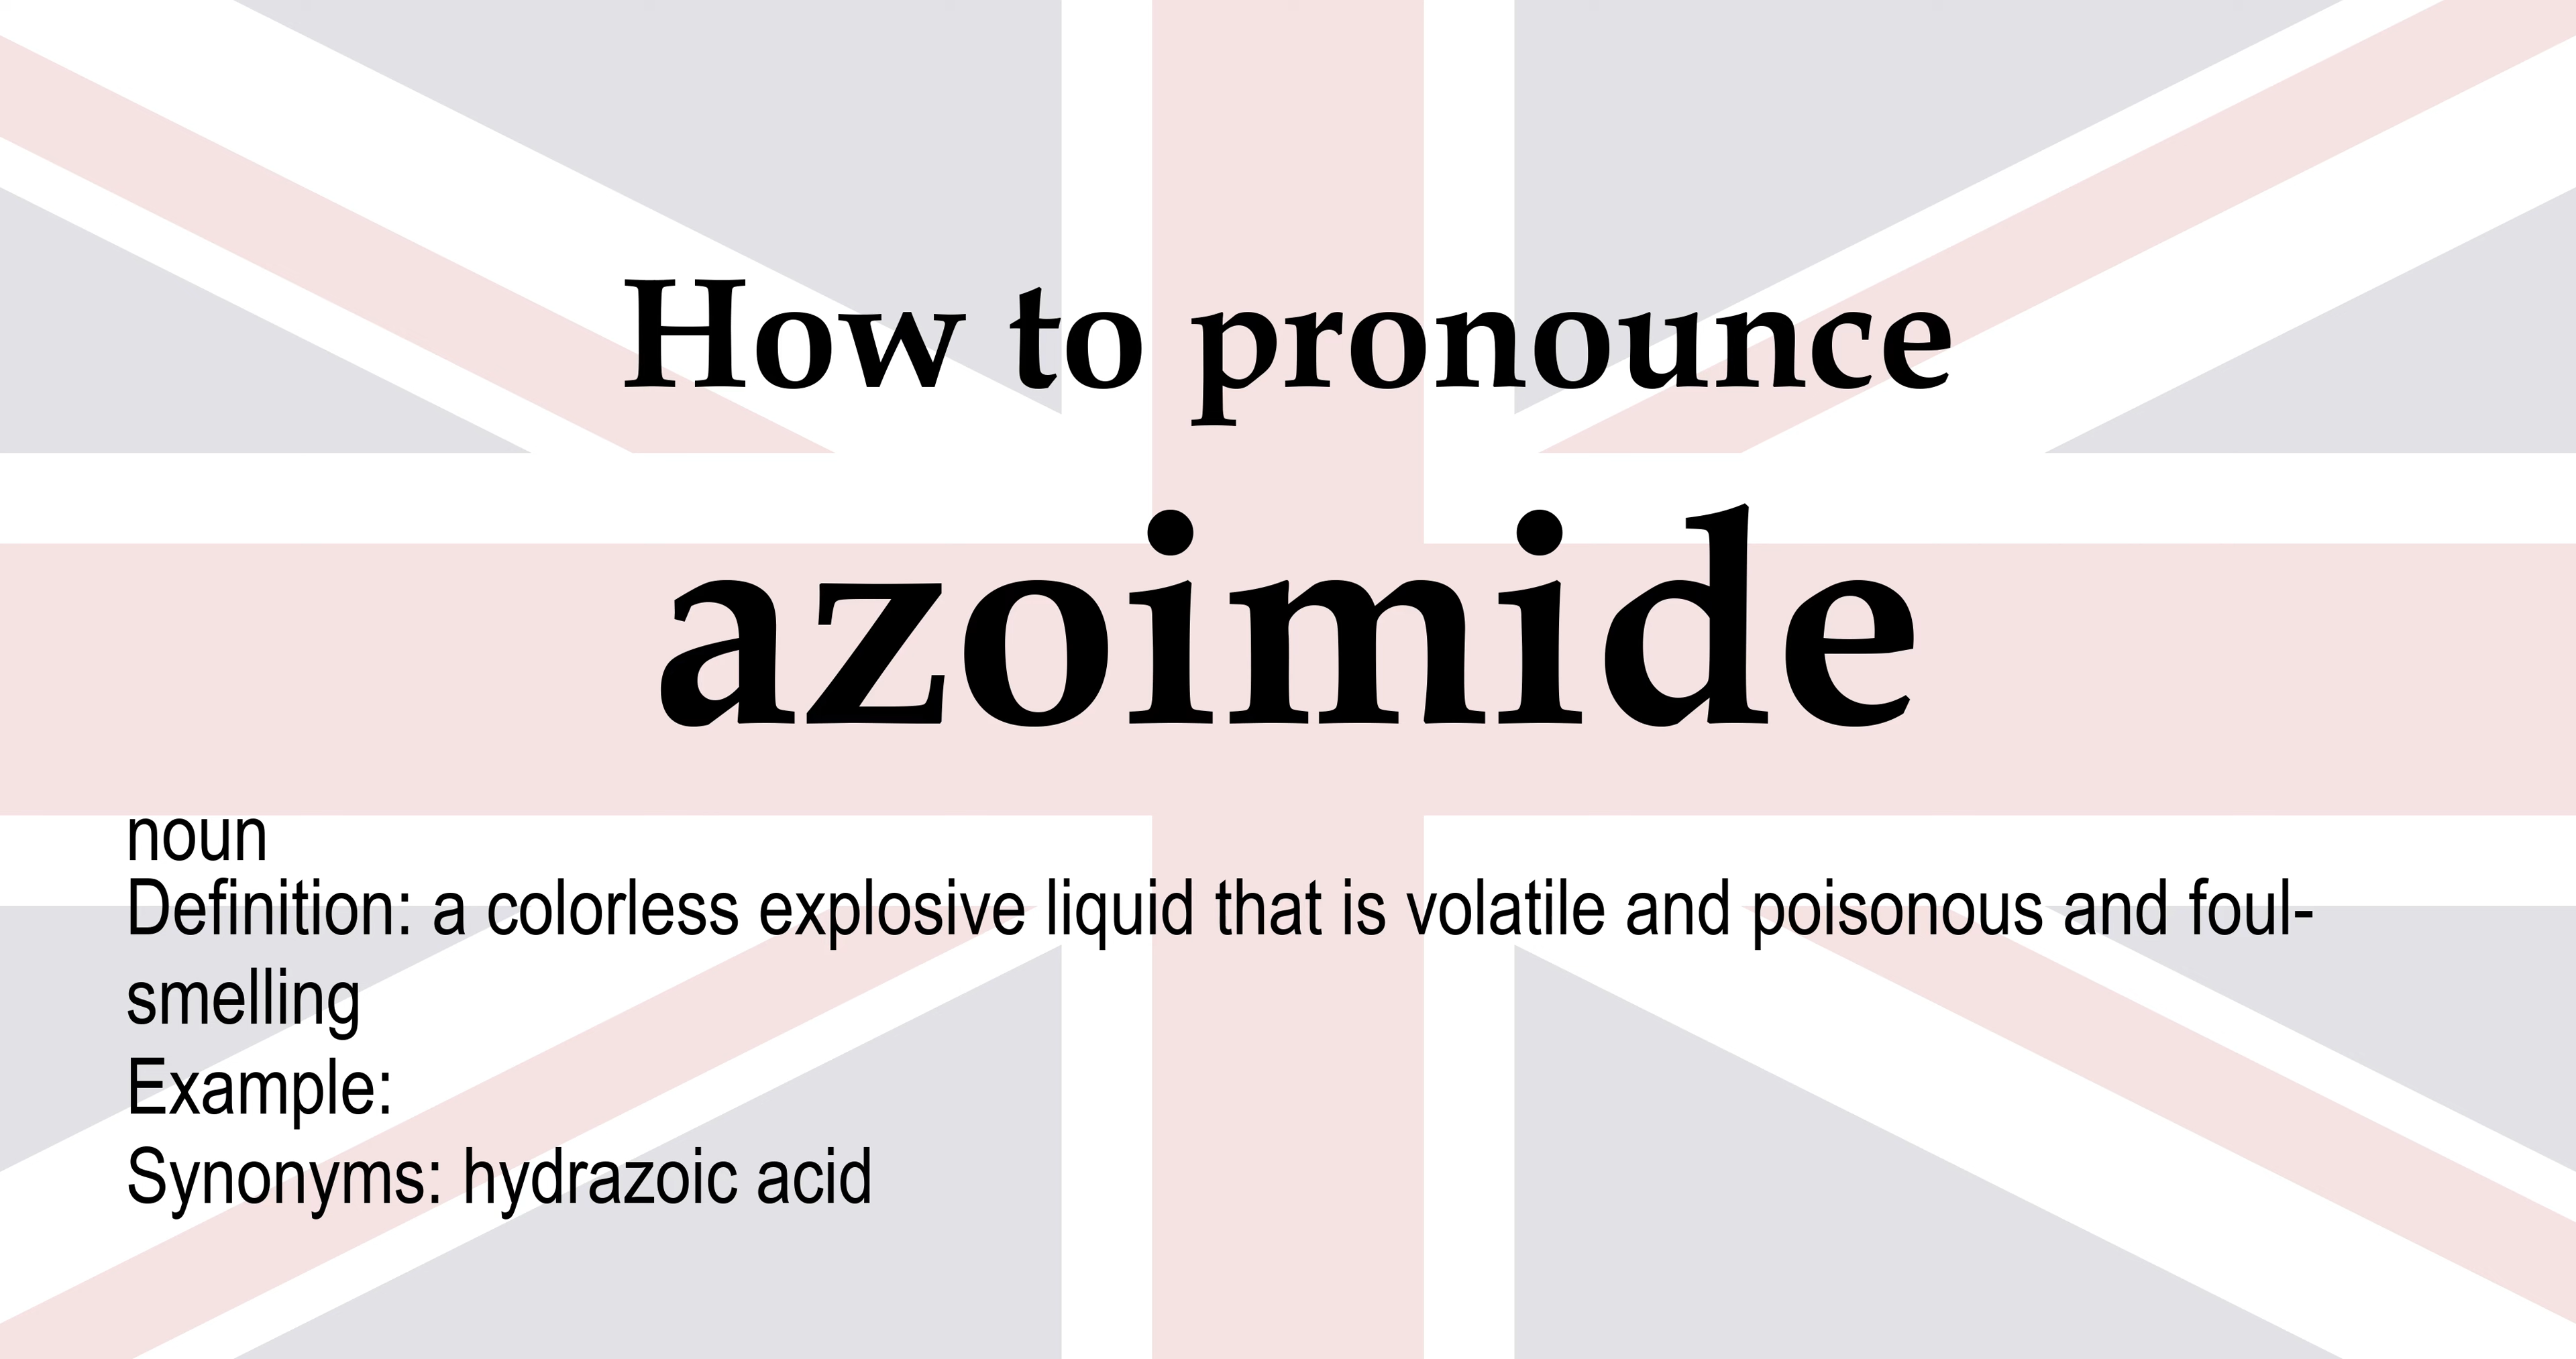 How to pronounce
azoimide
noun
Definition: a colorless explosive liquid that is volatile and poisonous and foul-
smelling
Example:
Synonyms: hydrazoic acid